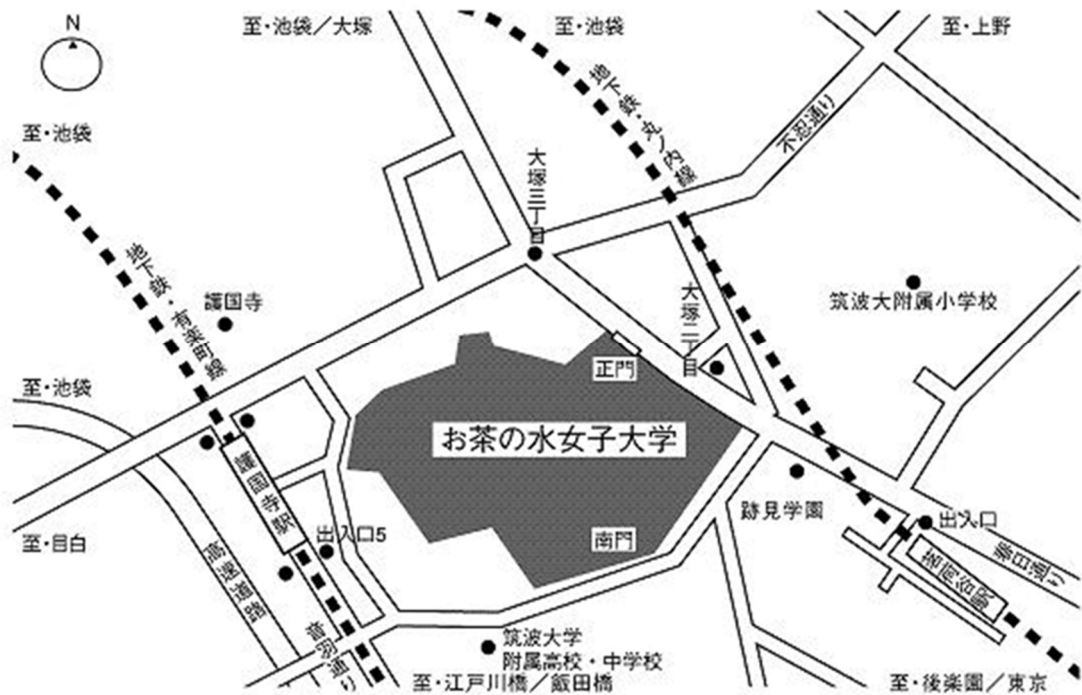 N
至・池袋／大塚
至・池袋
至・上野
至・池袋
地下鉄・丸ノ内線
不忍通り
大塚三丁目
地下鉄・有楽町線
護国寺
大塚二丁目
筑波大附属小学校
至・池袋
正門
お茶の水女子大学
護国寺駅
跡見学園
出入口
出入口5
南門
至・目白
高速道路
春日通り
茗荷谷駅
音羽通り
筑波大学
附属高校・中学校
至・江戸川橋／飯田橋
至・後楽園／東京